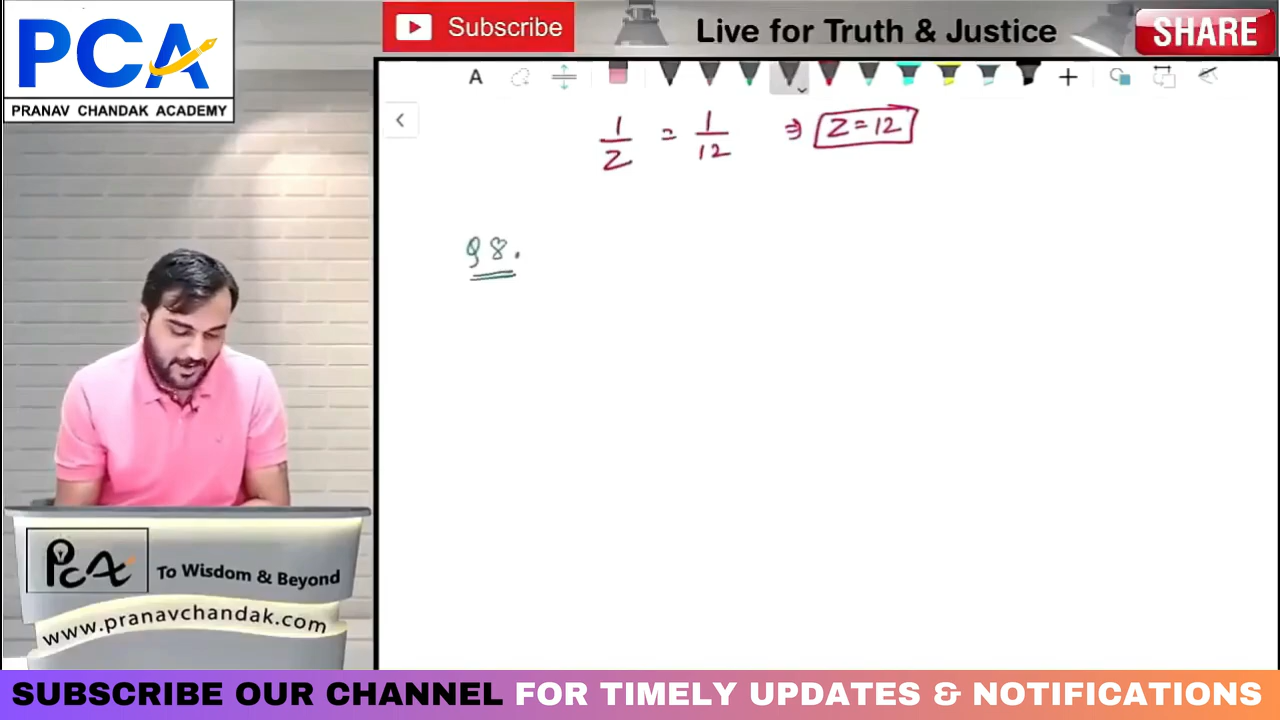 PCA
PRANAV CHANDAK ACADEMY
Subscribe
Live for Truth & Justice
SHARE
A
1/Z = 1/12 ⇒ Z = 12
Q8.
PCA
To Wisdom & Beyond
www.pranavchandak.com
SUBSCRIBE OUR CHANNEL FOR TIMELY UPDATES & NOTIFICATIONS